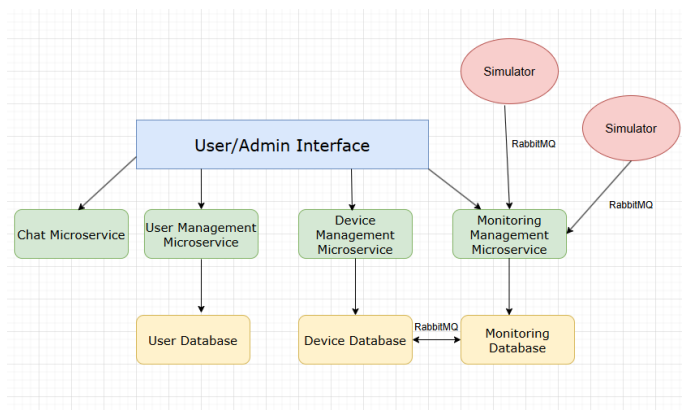 Simulator
Simulator
RabbitMQ
User/Admin Interface
RabbitMQ
Chat Microservice
User Management
Microservice
Device
Management
Microservice
Monitoring
Management
Microservice
User Database
Device Database
RabbitMQ
Monitoring
Database